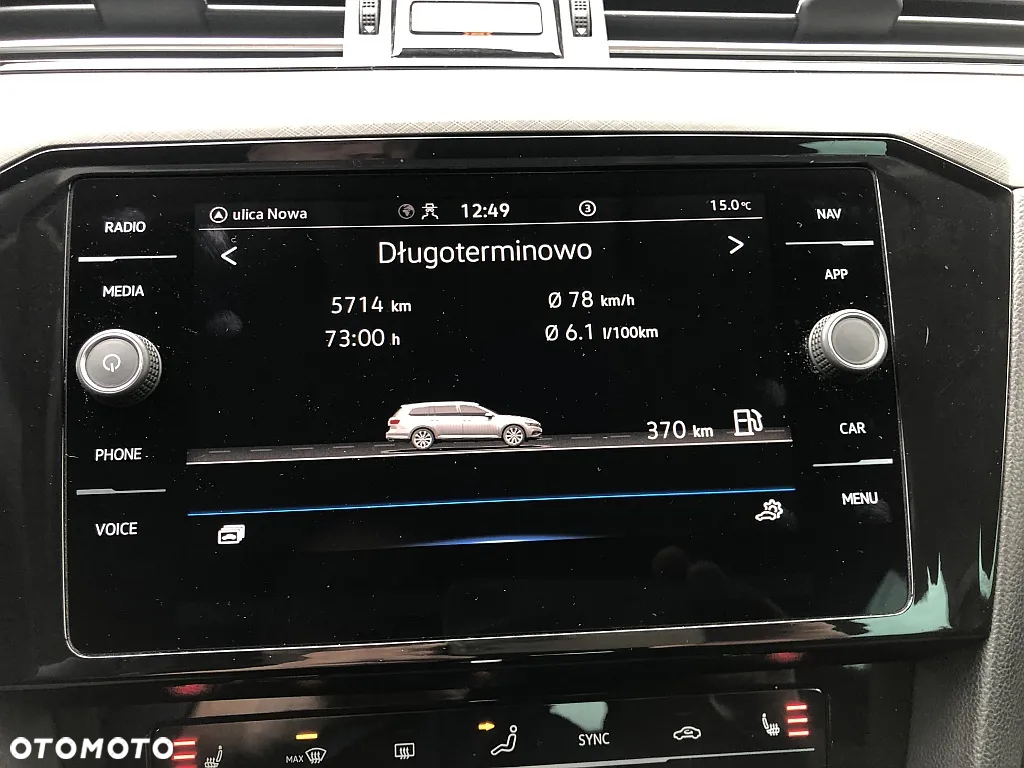 RADIO
MEDIA
PHONE
VOICE
ulica Nowa
12:49
3
15.0°C
NAV
APP
CAR
MENU
< Długoterminowo >
5714 km
Ø 78 km/h
73:00 h
Ø 6.1 l/100km
370 km
MAX
SYNC
OTOMOTO